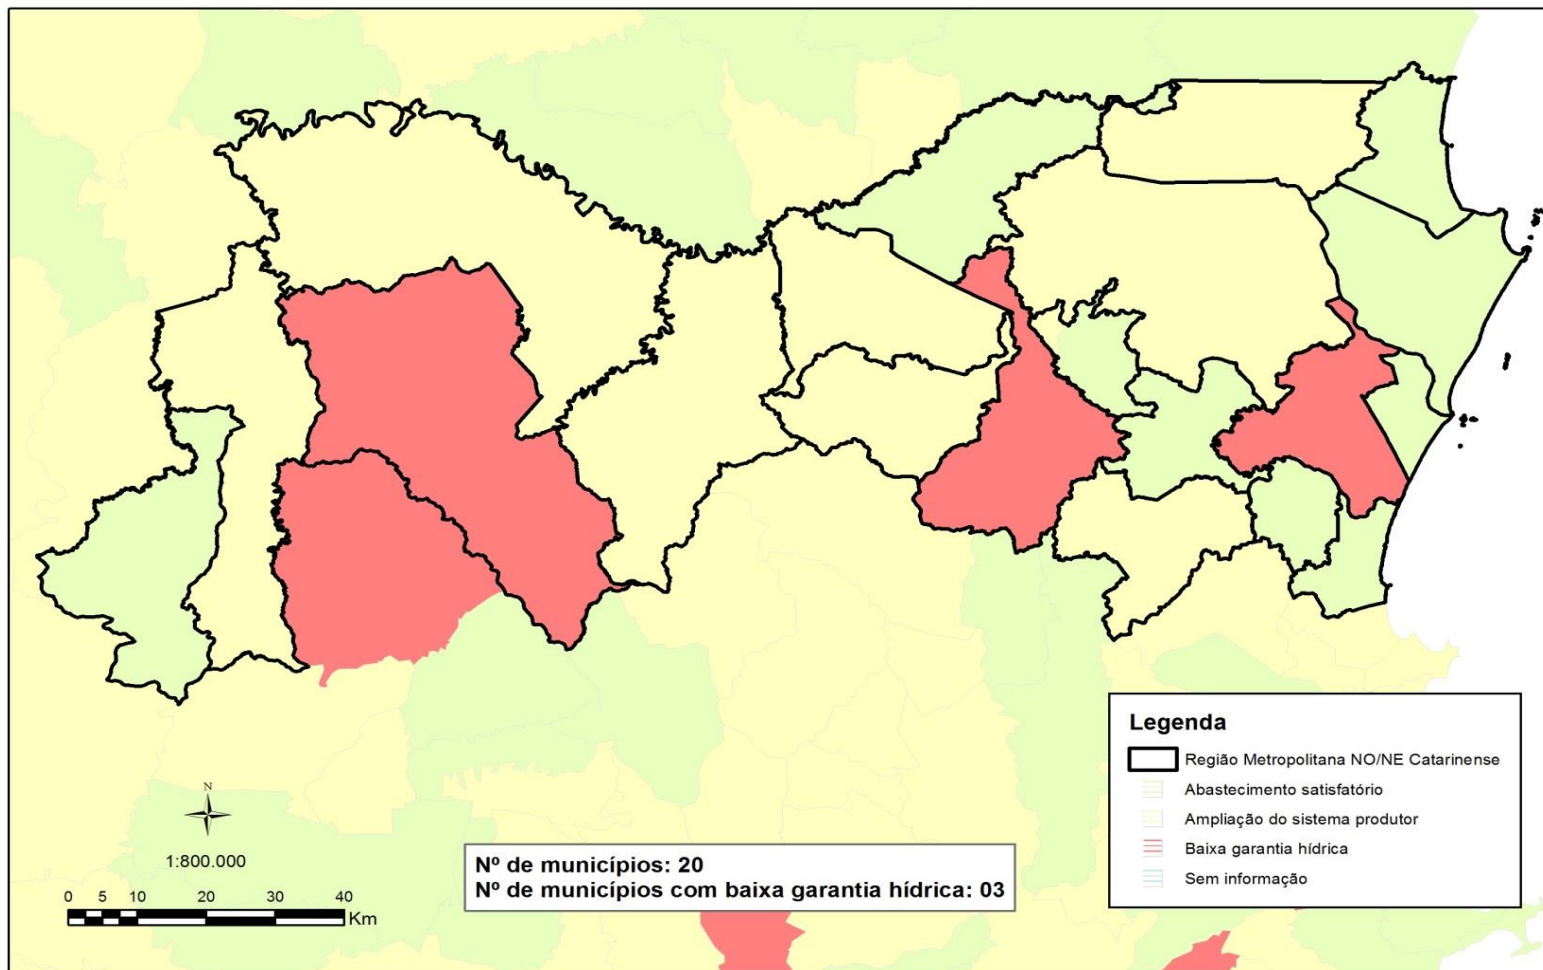 Legenda
Região Metropolitana NO/NE Catarinense
Abastecimento satisfatório
Ampliação do sistema produtor
Baixa garantia hídrica
Sem informação
N
1:800.000
0 5 10 20 30 40
Km
Nº de municípios: 20
Nº de municípios com baixa garantia hídrica: 03